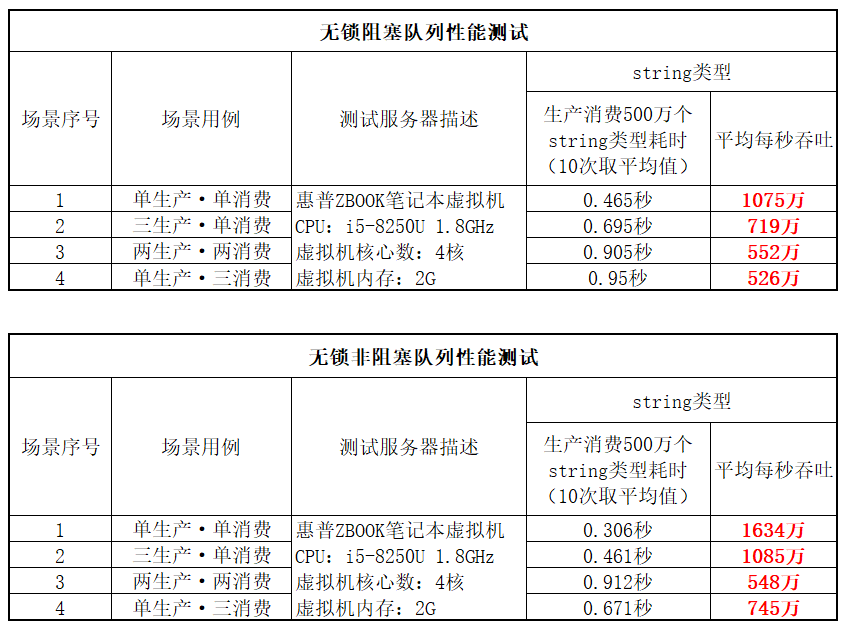 无锁阻塞队列性能测试
场景序号 场景用例 测试服务器描述 string类型
生产消费500万个
string类型耗时
(10次取平均值) 平均每秒吞吐
1 单生产·单消费 惠普ZBOOK笔记本虚拟机 0.465秒 1075万
2 三生产·单消费 CPU: i5-8250U 1.8GHz 0.695秒 719万
3 两生产·两消费 虚拟机核心数: 4核 0.905秒 552万
4 单生产·三消费 虚拟机内存: 2G 0.95秒 526万
无锁非阻塞队列性能测试
场景序号 场景用例 测试服务器描述 string类型
生产消费500万个
string类型耗时
(10次取平均值) 平均每秒吞吐
1 单生产·单消费 惠普ZBOOK笔记本虚拟机 0.306秒 1634万
2 三生产·单消费 CPU: i5-8250U 1.8GHz 0.461秒 1085万
3 两生产·两消费 虚拟机核心数: 4核 0.912秒 548万
4 单生产·三消费 虚拟机内存: 2G 0.671秒 745万